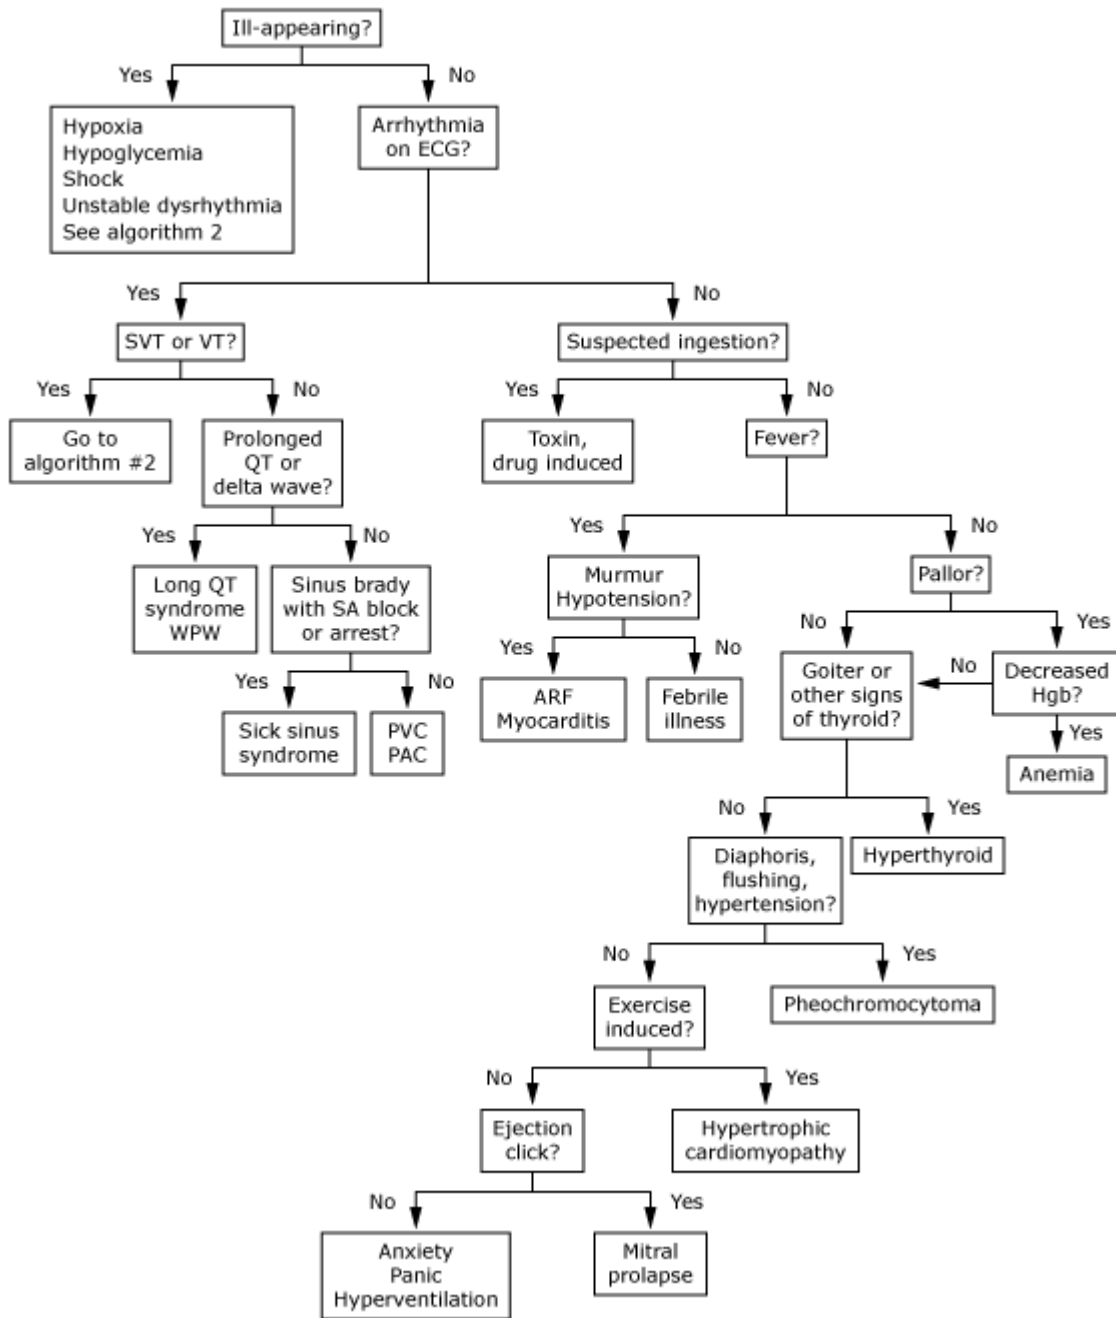 Ill-appearing?
Yes
No
Hypoxia
Hypoglycemia
Shock
Unstable dysrhythmia
See algorithm 2
Arrhythmia
on ECG?
Yes
No
SVT or VT?
Suspected ingestion?
Yes
No
Yes
No
Go to
algorithm #2
Prolonged
QT or
delta wave?
Toxin,
drug induced
Fever?
Yes
No
Yes
No
Long QT
syndrome
WPW
Sinus brady
with SA block
or arrest?
Murmur
Hypotension?
Pallor?
Yes
No
Yes
No
No
Yes
Sick sinus
syndrome
PVC
PAC
ARF
Myocarditis
Febrile
illness
Goiter or
other signs
of thyroid?
No
Decreased
Hgb?
Yes
Anemia
No
Yes
Diaphoris,
flushing,
hypertension?
Hyperthyroid
No
Yes
Exercise
induced?
Pheochromocytoma
No
Yes
Ejection
click?
Hypertrophic
cardiomyopathy
No
Yes
Anxiety
Panic
Hyperventilation
Mitral
prolapse